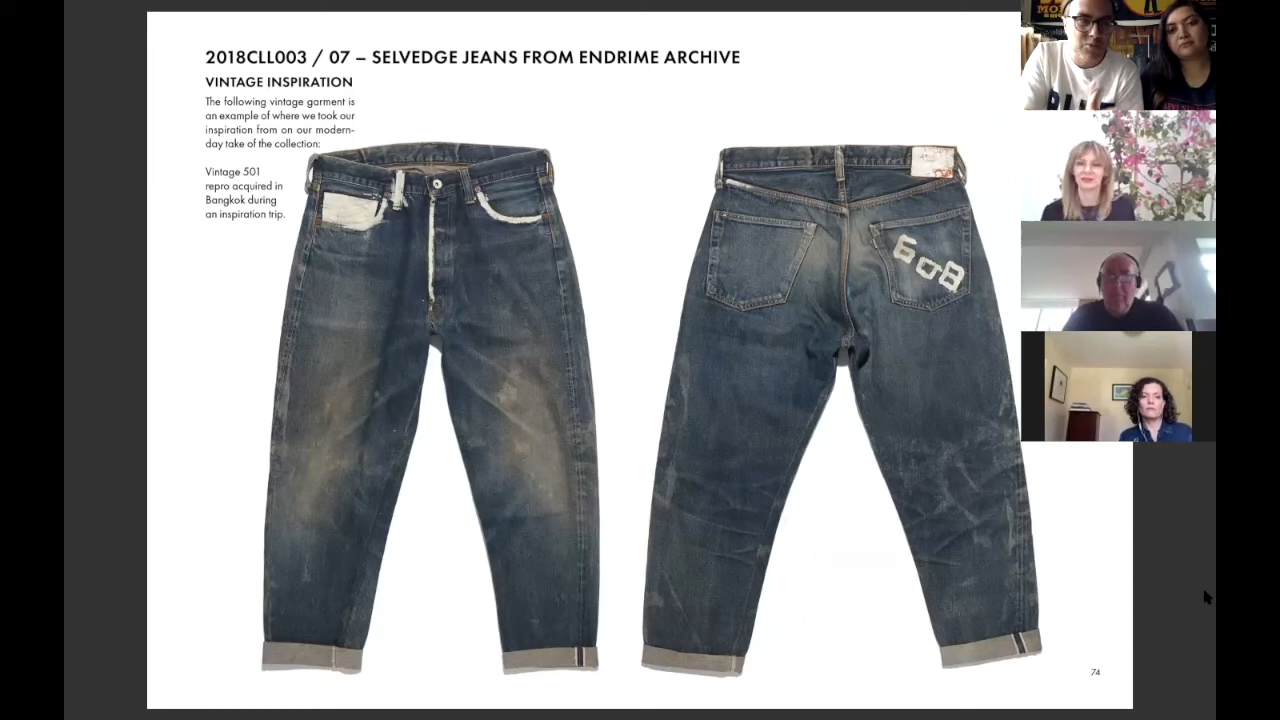 2018CLL003 / 07 – SELVEDGE JEANS FROM ENDRIME ARCHIVE
VINTAGE INSPIRATION
The following vintage garment is
an example of where we took our
inspiration from on our modern-
day take of the collection:
Vintage 501
repro acquired in
Bangkok during
an inspiration trip.
74